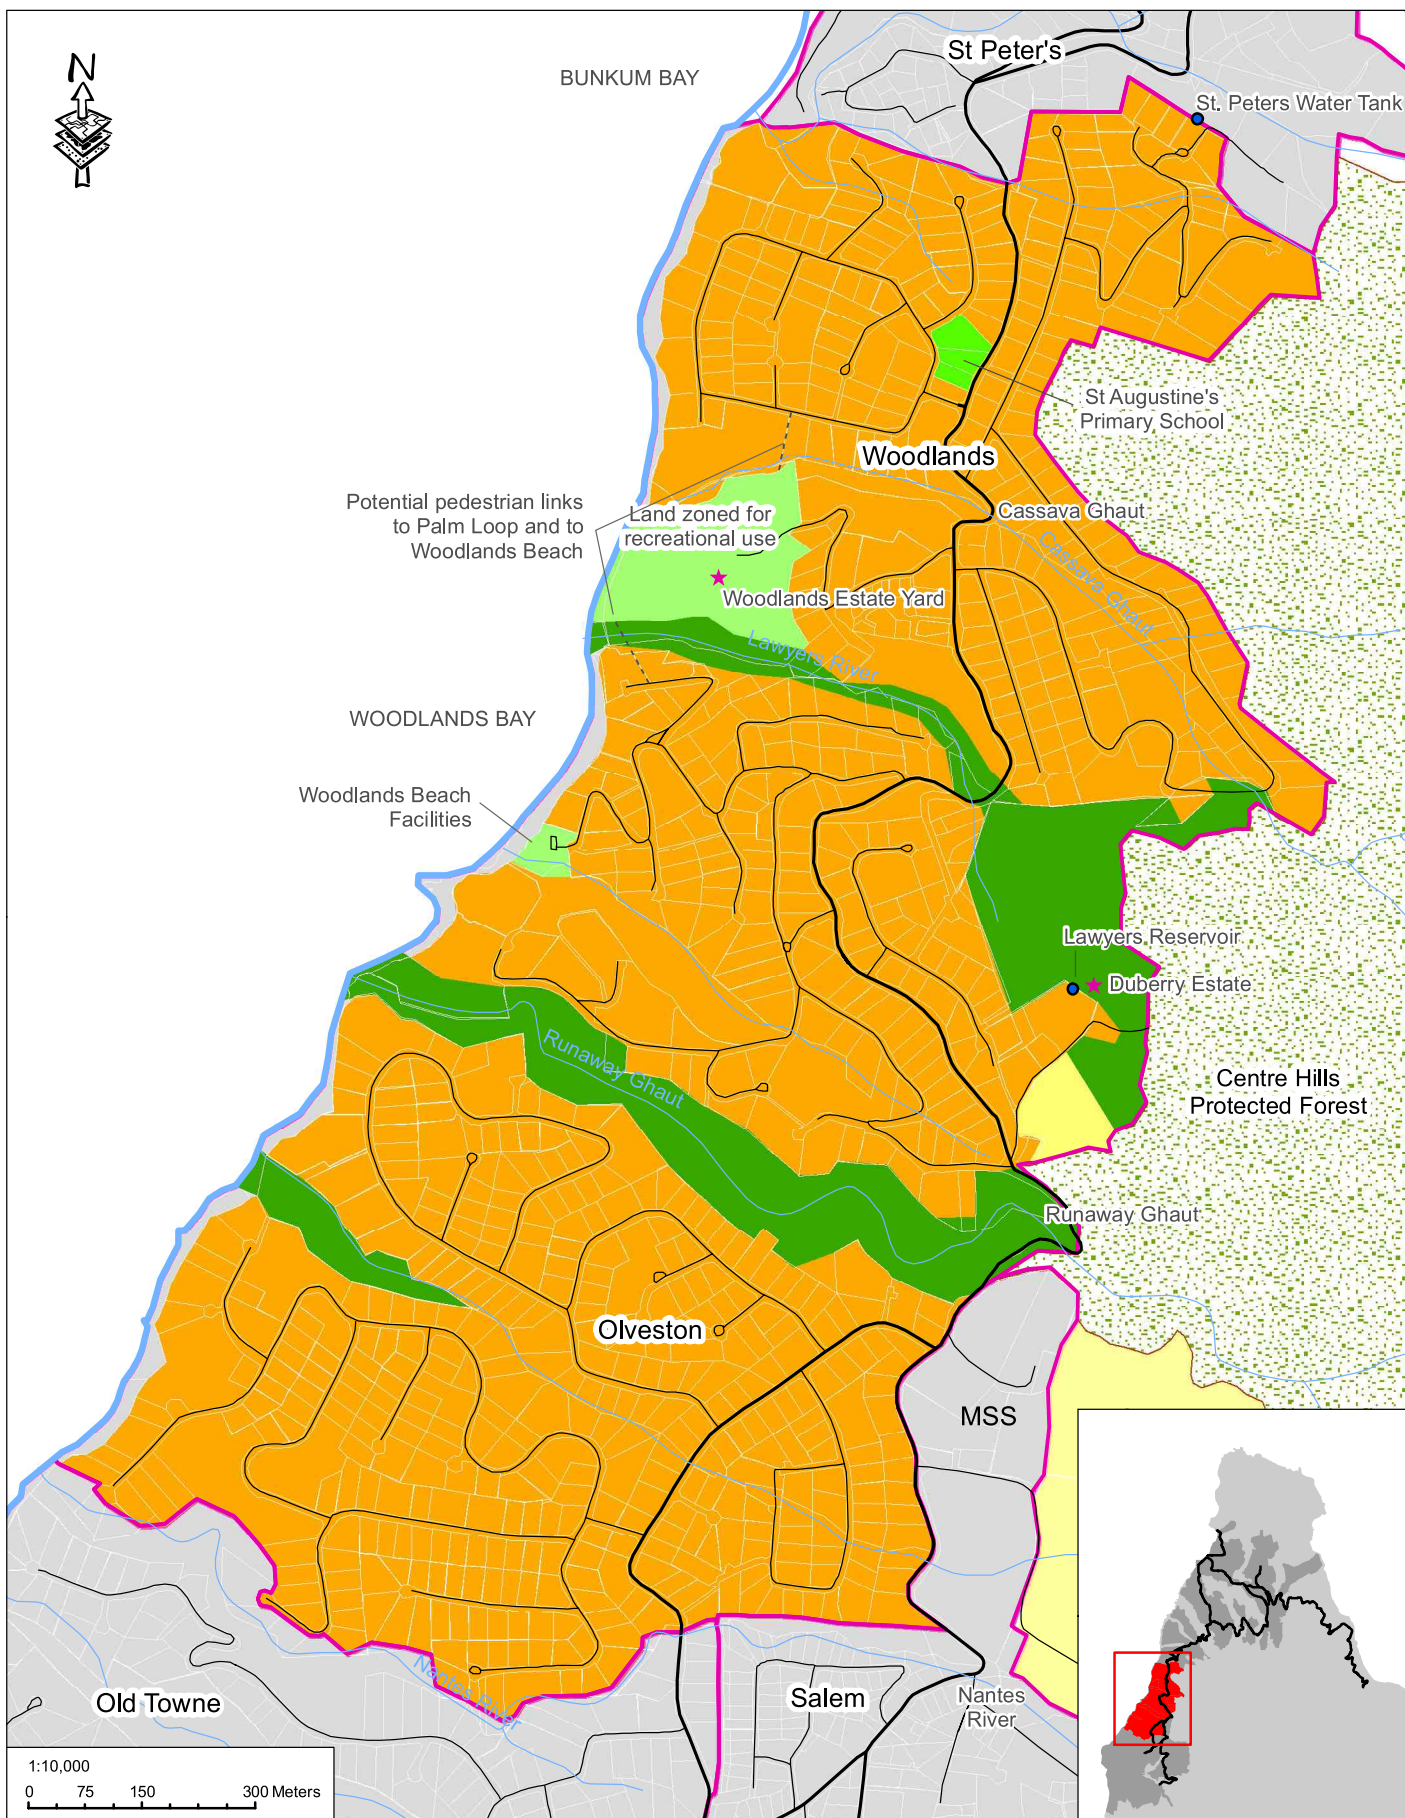 St Peter's
N
BUNKUM BAY
St. Peters Water Tank
St Augustine's
Primary School
Woodlands
Potential pedestrian links
to Palm Loop and to
Woodlands Beach
Land zoned for
recreational use
Cassava Ghaut
Cassava Ghaut
Woodlands Estate Yard
Lawyers River
WOODLANDS BAY
Woodlands Beach
Facilities
Lawyers Reservoir
Duberry Estate
Runaway Ghaut
Centre Hills
Protected Forest
Runaway Ghaut
Olveston
MSS
Nantes River
Old Towne
Salem
Nantes
River
1:10,000
0 75 150 300 Meters